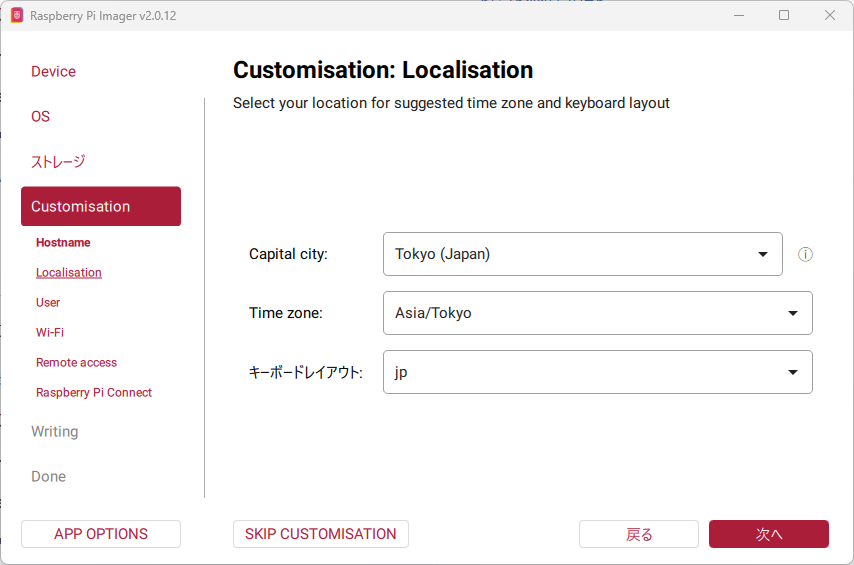 Raspberry Pi Imager v2.0.12
Device
OS
ストレージ
Customisation
Hostname
Localisation
User
Wi-Fi
Remote access
Raspberry Pi Connect
Writing
Done
APP OPTIONS
Customisation: Localisation
Select your location for suggested time zone and keyboard layout
Capital city: Tokyo (Japan)
Time zone: Asia/Tokyo
キーボードレイアウト: jp
SKIP CUSTOMISATION
戻る
次へ